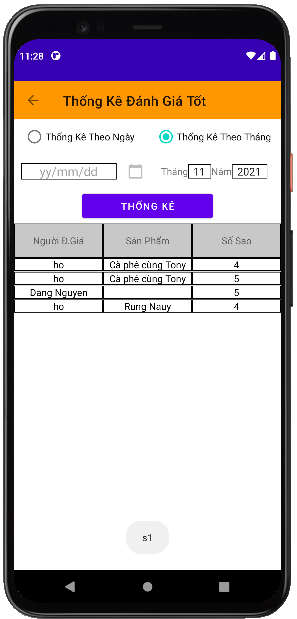 11:28
Thống Kê Đánh Giá Tốt
Thống Kê Theo Ngày Thống Kê Theo Tháng
yy/mm/dd Tháng 11 Năm 2021
THỐNG KÊ
Người Đ.Giá Sản Phẩm Số Sao
ho Cà phê cùng Tony 4
ho Cà phê cùng Tony 5
Dang Nguyen 5
ho Rung Nauy 4
s1